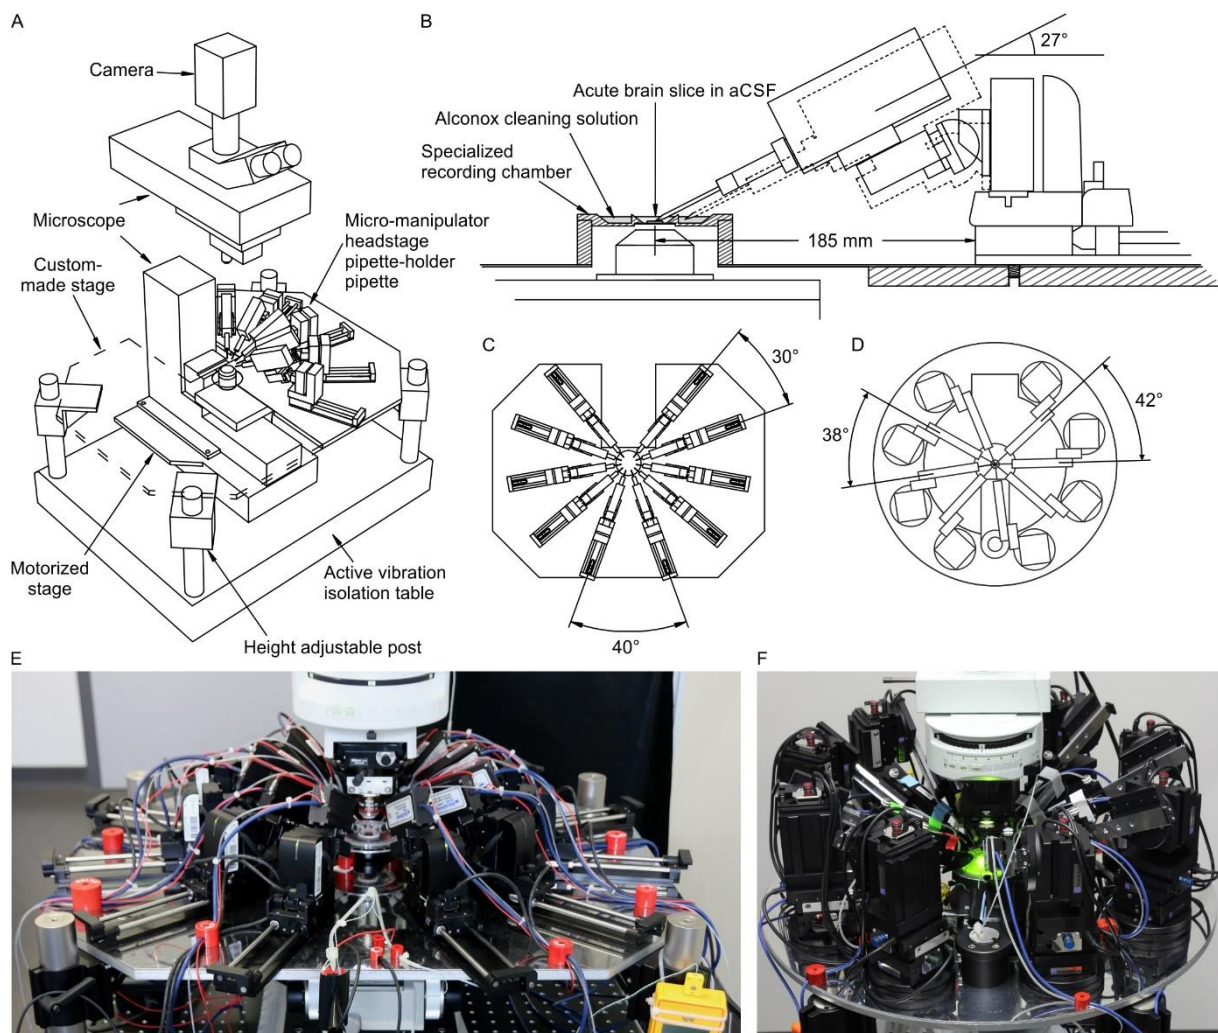 A
Camera
Microscope
Custom-
made stage
Micro-manipulator
headstage
pipette-holder
pipette
Motorized
stage
Active vibration
isolation table
Height adjustable post
B
27°
Acute brain slice in aCSF
Alconox cleaning solution
Specialized
recording chamber
185 mm
C
30°
40°
D
42°
38°
E
F